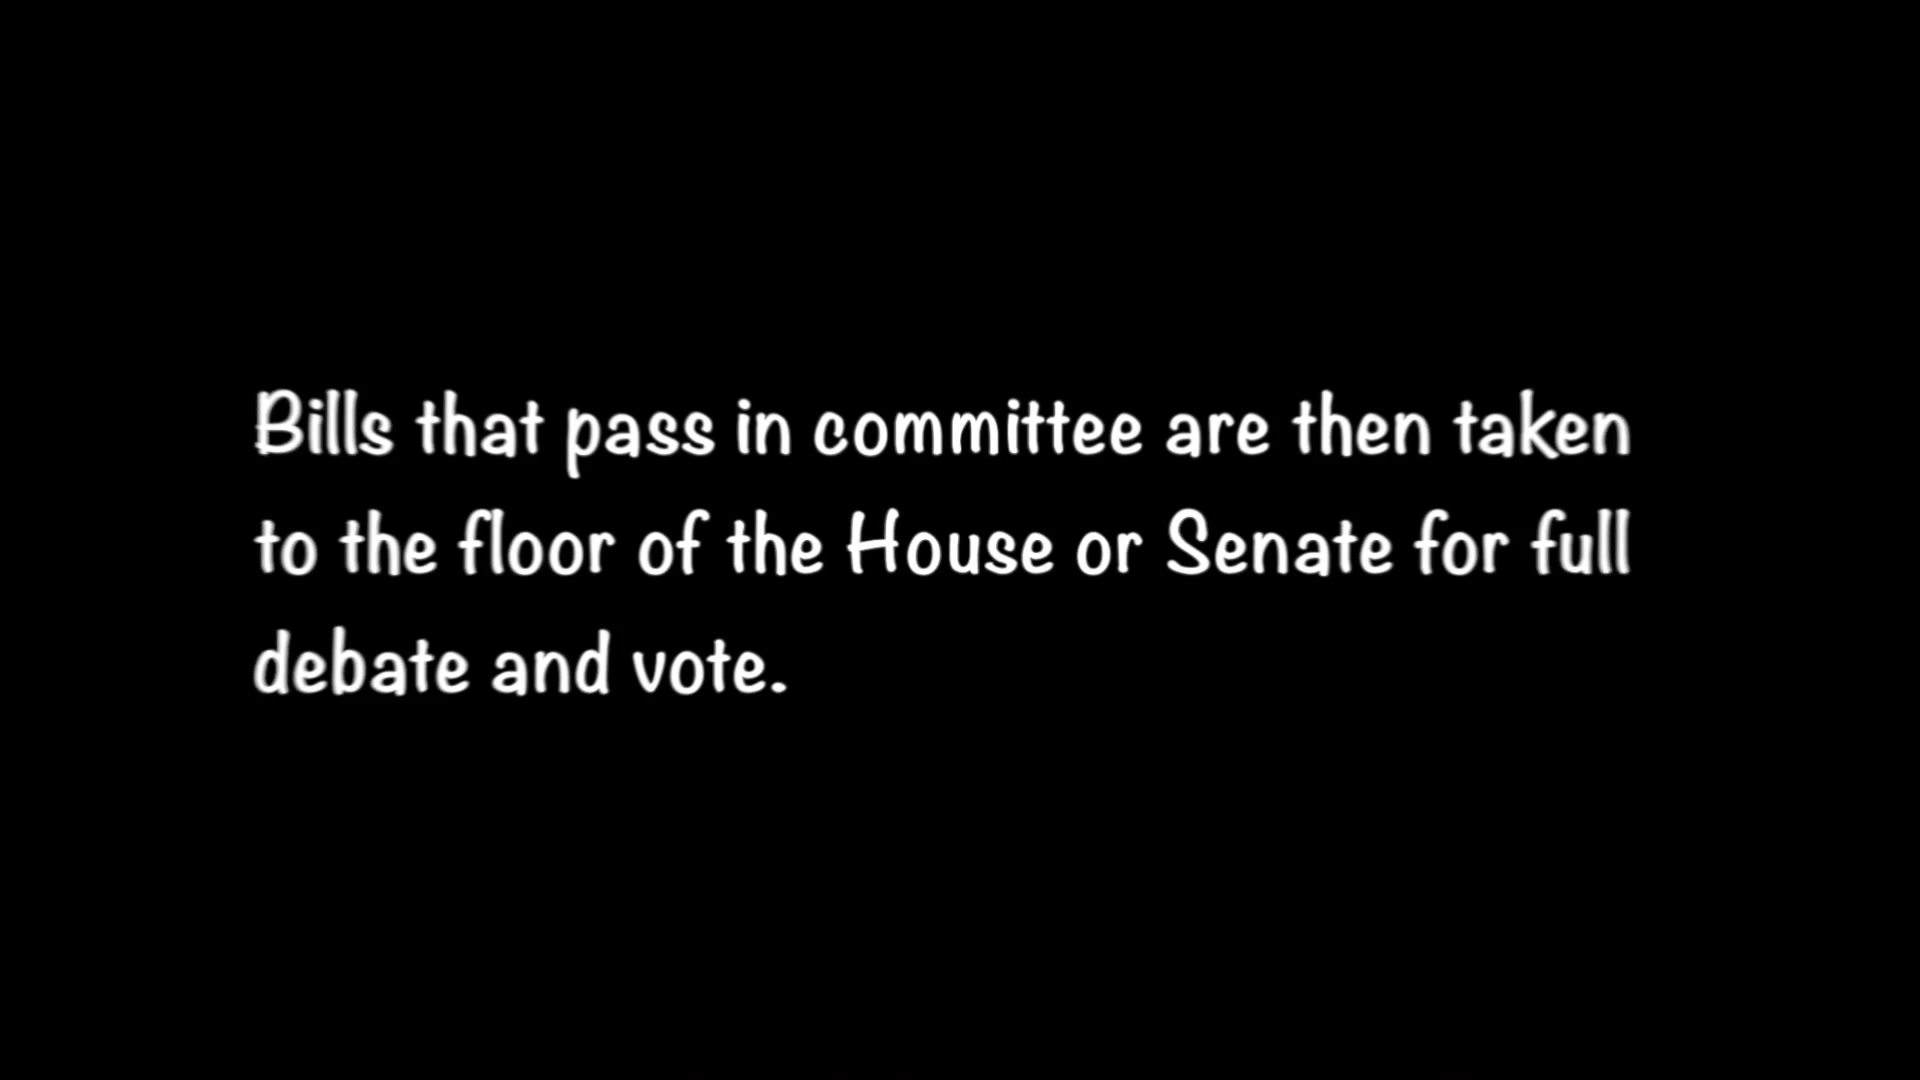 Bills that pass in committee are then taken
to the floor of the House or Senate for full
debate and vote.